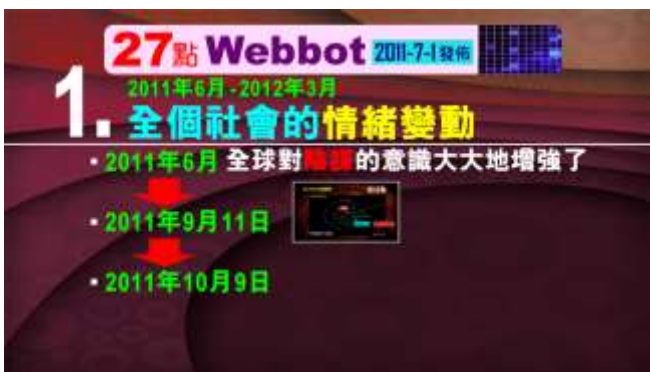 27點 Webbot 2011-7-1發佈
2011年6月-2012年3月
1. 全個社會的情緒變動
▪ 2011年6月 全球對陰謀的意識大大地增強了
▪ 2011年9月11日
▪ 2011年10月9日